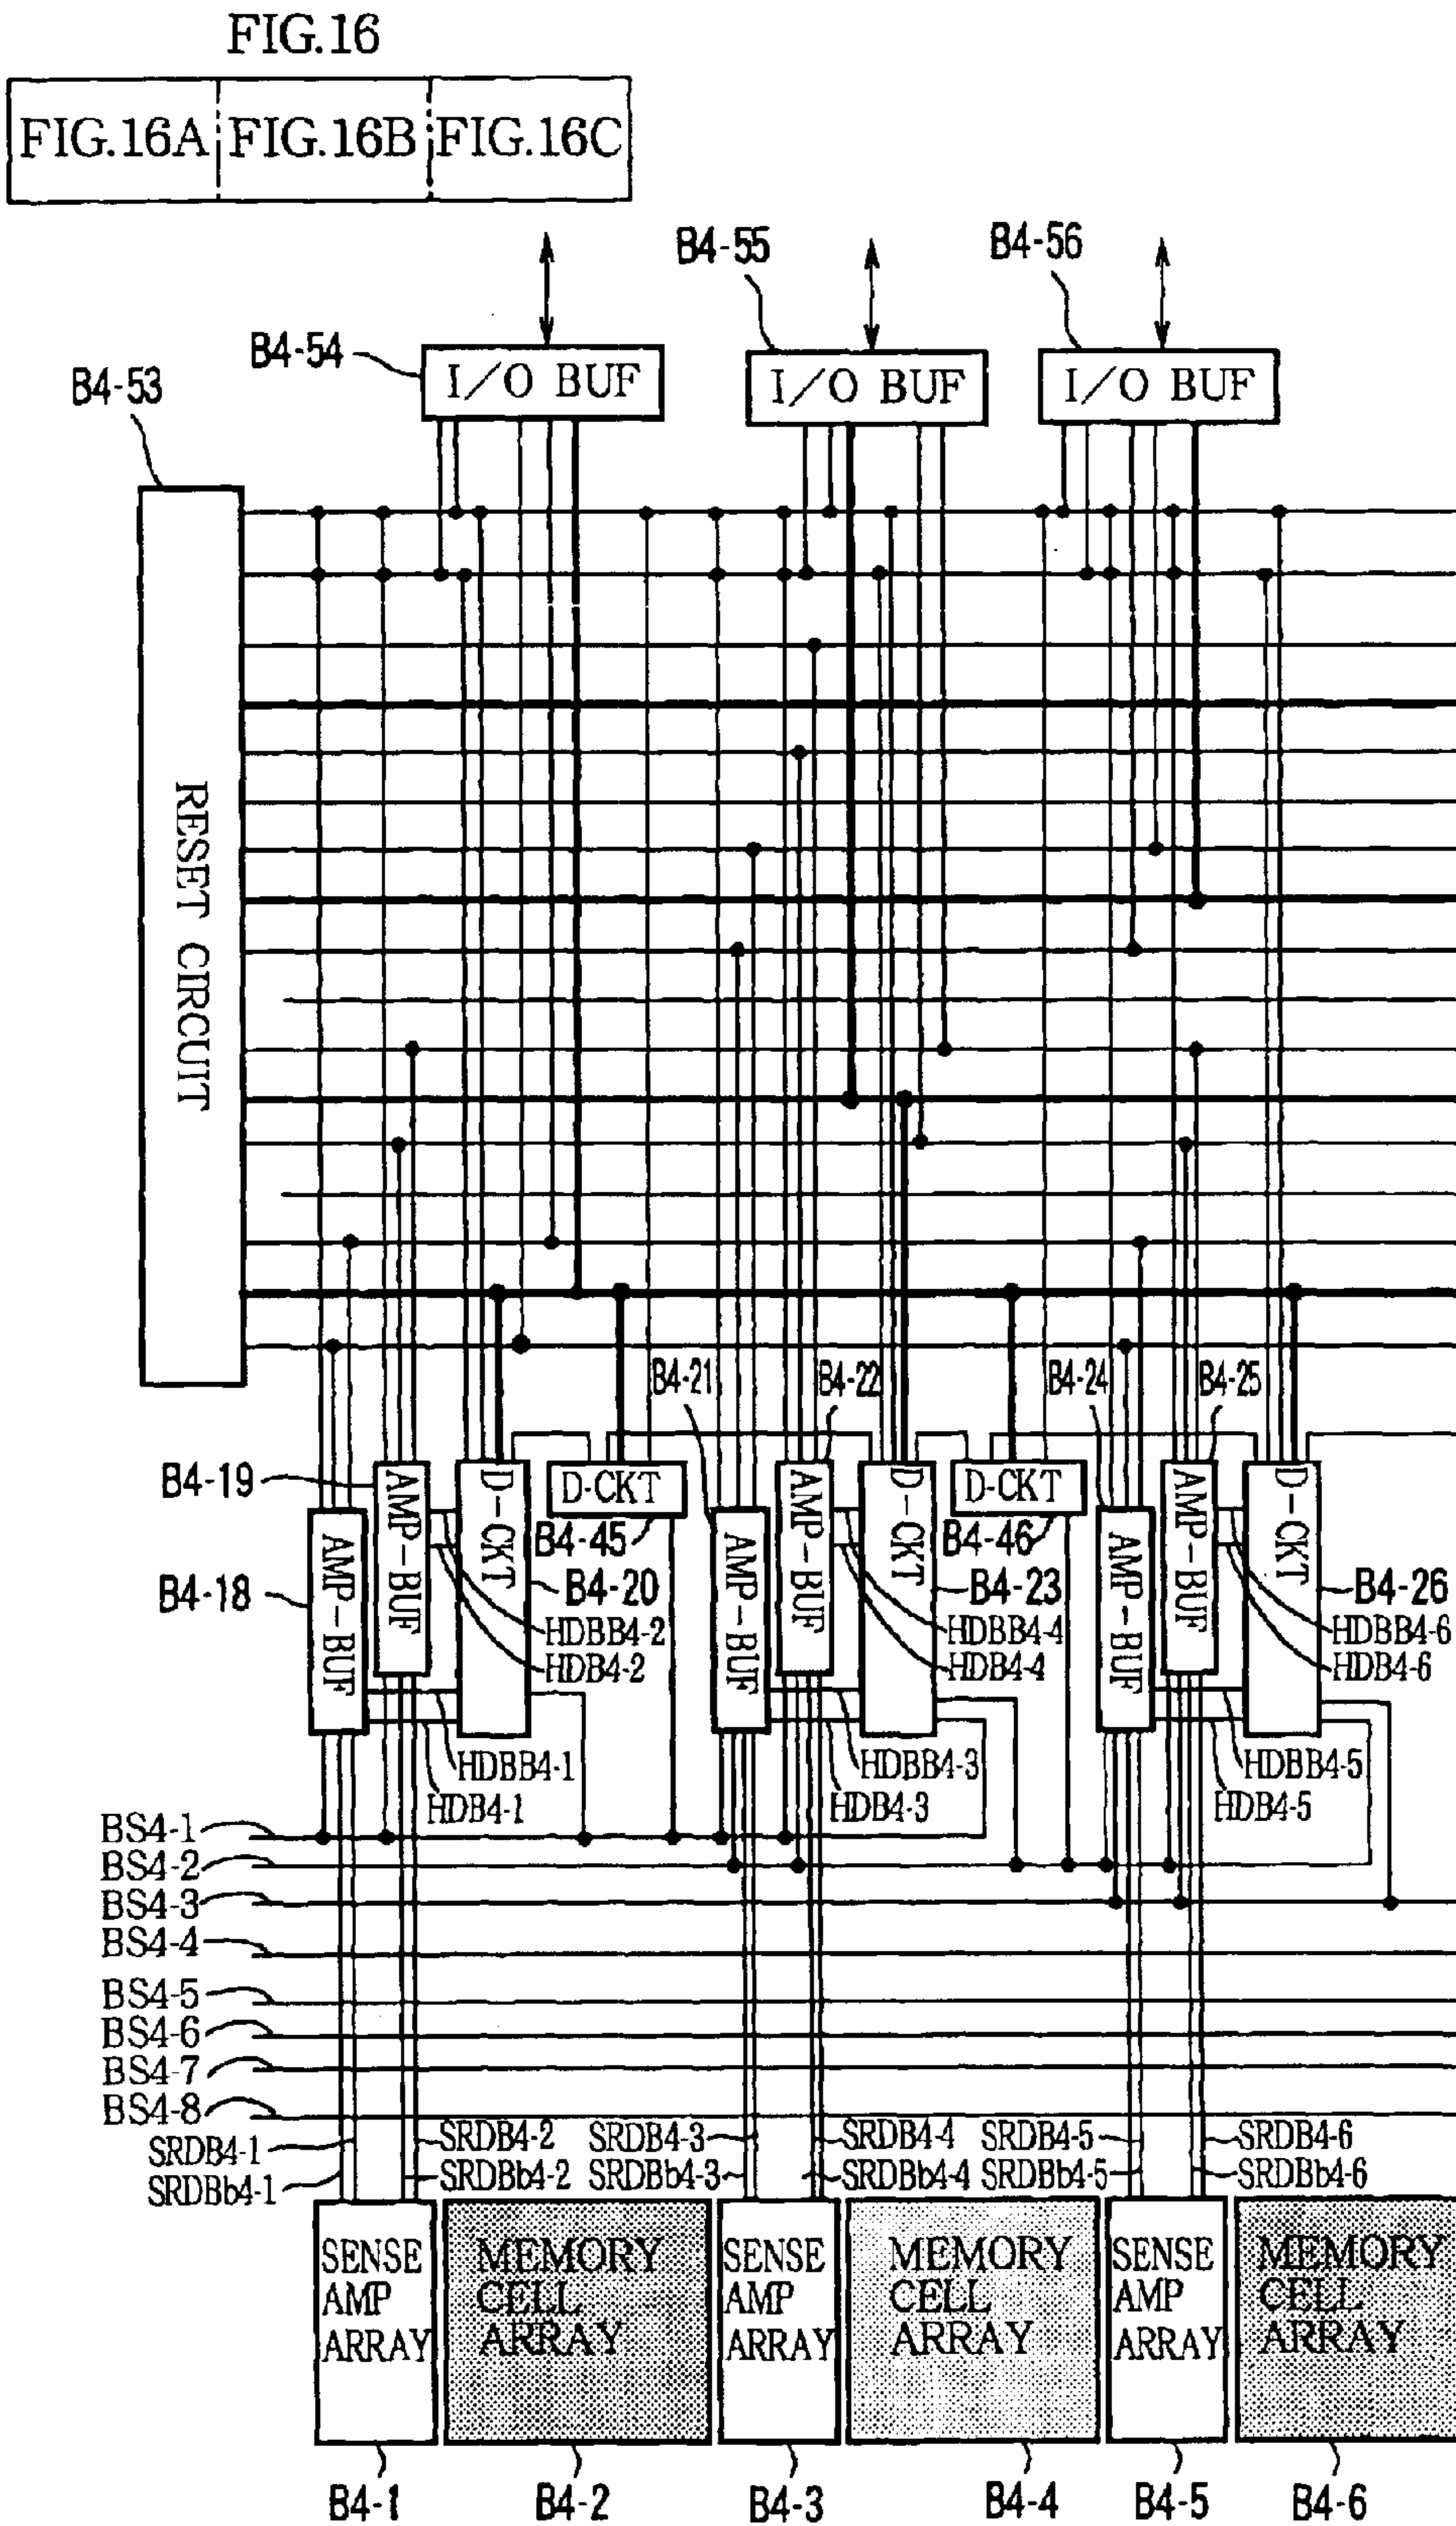 FIG.16
FIG.16A FIG.16B FIG.16C
B4-53
B4-54
B4-55
B4-56
I/O BUF
I/O BUF
I/O BUF
RESET CIRCUIT
B4-21
B4-22
B4-24
B4-25
B4-19
B4-18
AMP-BUF
AMP-BUF
D-CKT
D-CKT
B4-45
B4-20
HDBB4-2
HDB4-2
AMP-BUF
AMP-BUF
D-CKT
D-CKT
B4-46
B4-23
HDBB4-4
HDB4-4
AMP-BUF
AMP-BUF
D-CKT
B4-26
HDBB4-6
HDB4-6
HDBB4-1
HDB4-1
HDBB4-3
HDB4-3
HDBB4-5
HDB4-5
BS4-1
BS4-2
BS4-3
BS4-4
BS4-5
BS4-6
BS4-7
BS4-8
SRDB4-1
SRDBb4-1
SRDB4-2
SRDBb4-2
SRDB4-3
SRDBb4-3
SRDB4-4
SRDBb4-4
SRDB4-5
SRDBb4-5
SRDB4-6
SRDBb4-6
SENSE
AMP
ARRAY
MEMORY
CELL
ARRAY
SENSE
AMP
ARRAY
MEMORY
CELL
ARRAY
SENSE
AMP
ARRAY
MEMORY
CELL
ARRAY
B4-1
B4-2
B4-3
B4-4
B4-5
B4-6